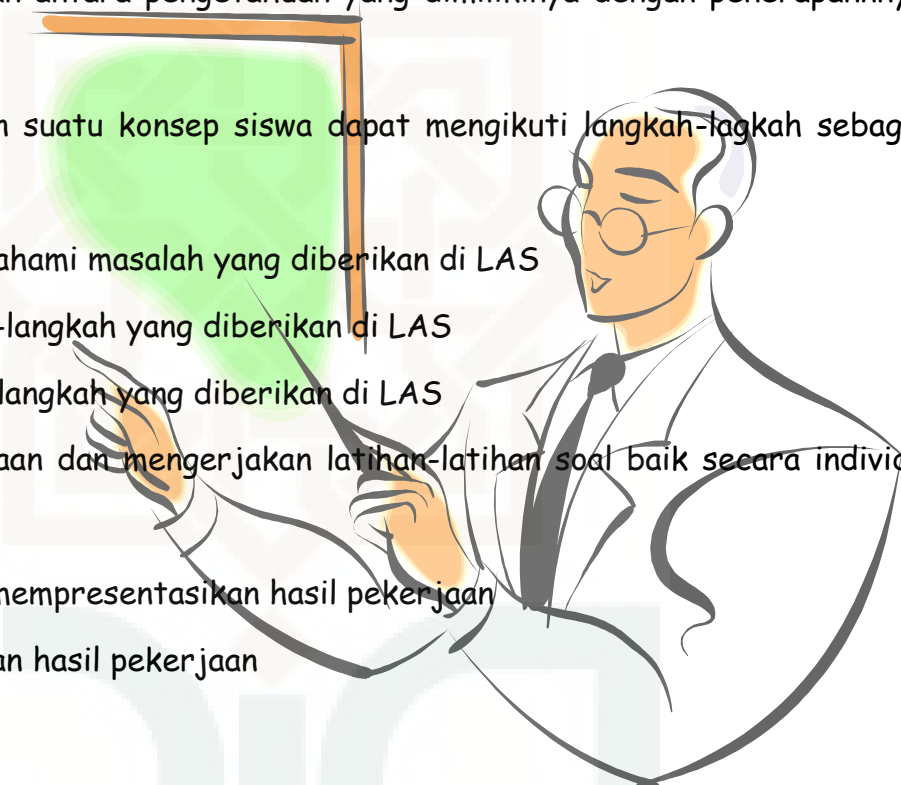 antara pengetahuan yang dimilikinya dengan
suatu konsep siswa dapat mengikuti langkah-lagkah sebag
ahami masalah yang diberikan di LAS
-langkah yang diberikan di LAS
langkah yang diberikan di LAS
aan dan mengerjakan latihan-latihan soal baik secara individ
mempresentasikan hasil pekerjaan
an hasil pekerjaan